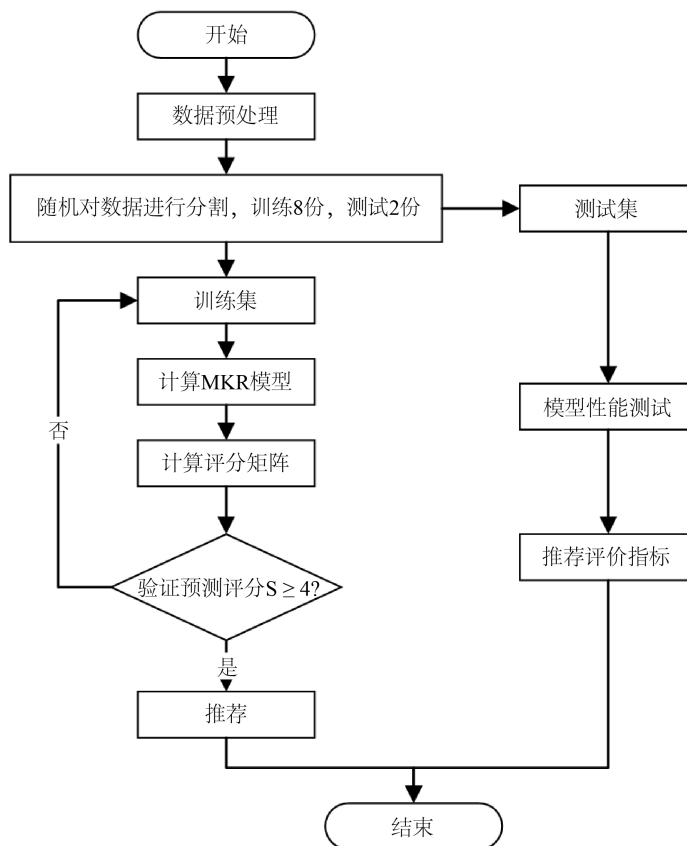 开始
数据预处理
随机对数据进行分割，训练8份，测试2份
测试集
训练集
计算MKR模型
模型性能测试
否
计算评分矩阵
推荐评价指标
验证预测评分S ≥ 4?
是
推荐
结束